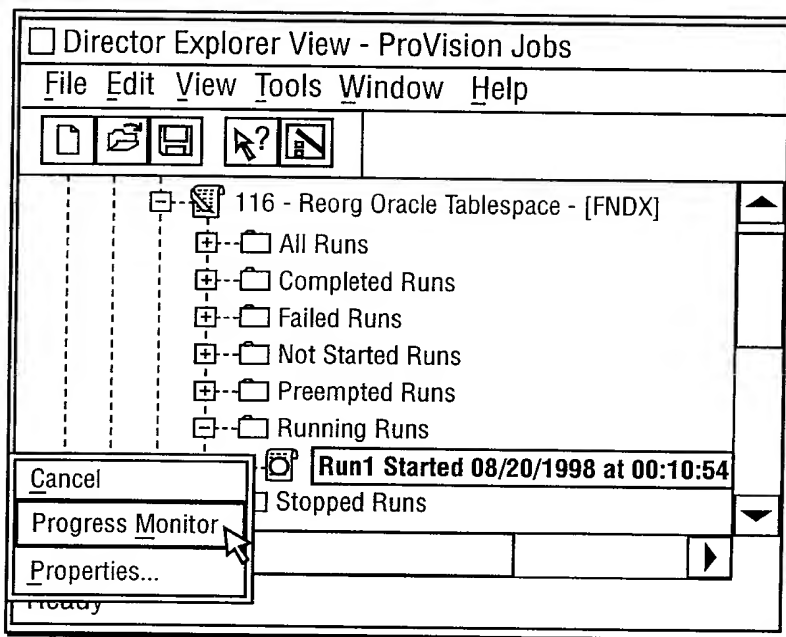 Director Explorer View - ProVision Jobs
File Edit View Tools Window Help
?
116 - Reorg Oracle Tablespace - [FNDX]
All Runs
Completed Runs
Failed Runs
Not Started Runs
Preempted Runs
Running Runs
Run1 Started 08/20/1998 at 00:10:54
Stopped Runs
Cancel
Progress Monitor
Properties...
Ready